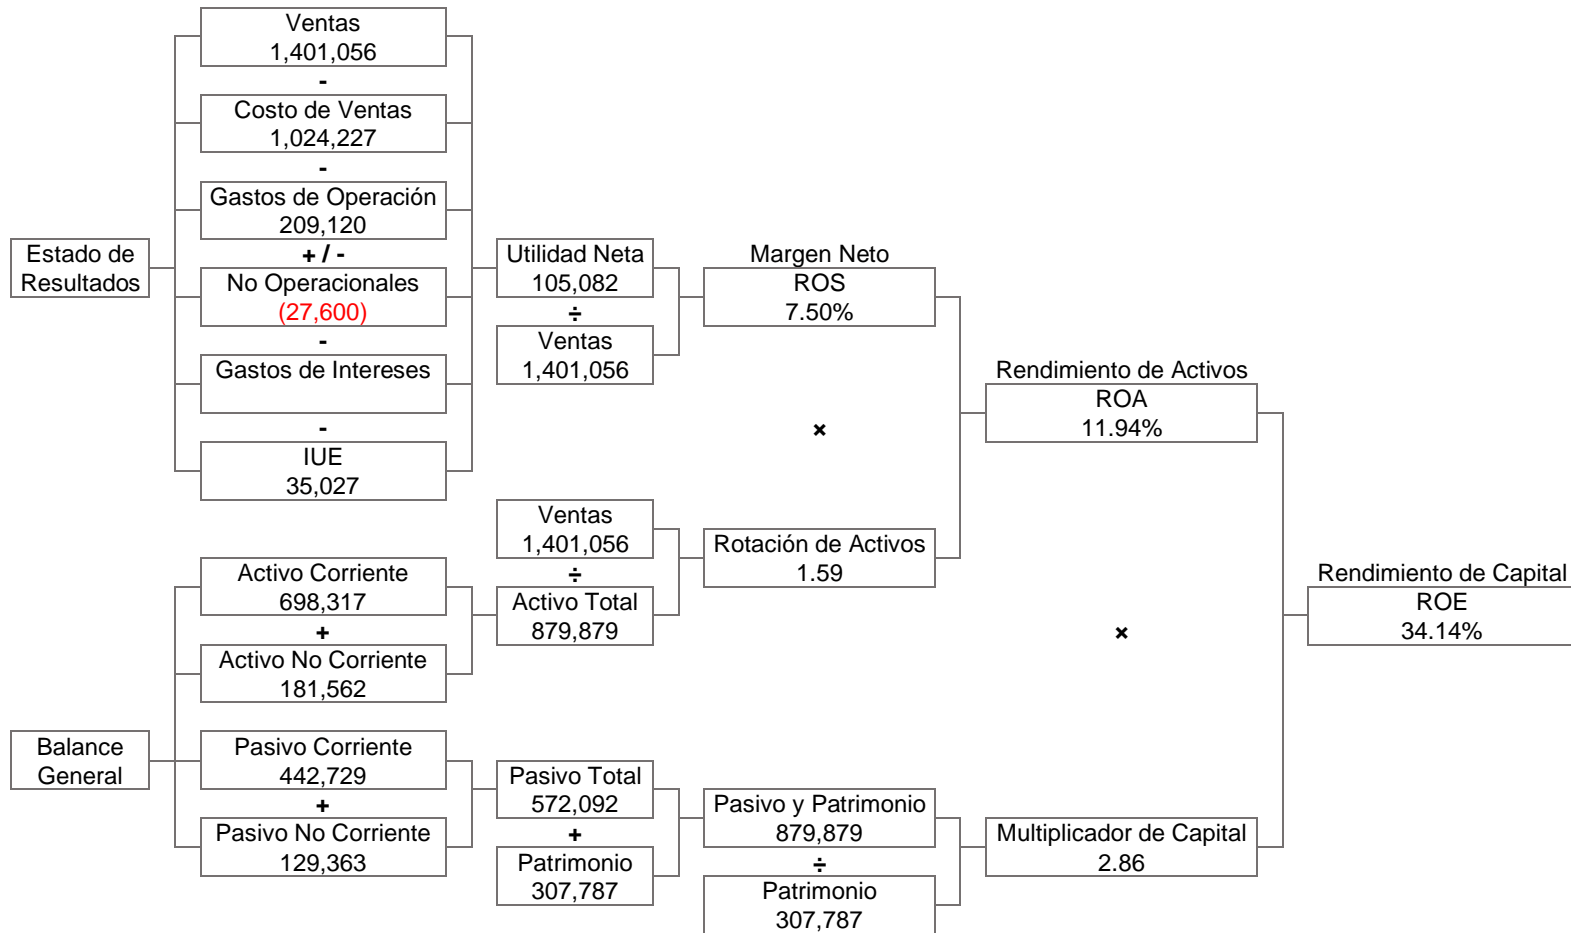 Ventas
1,401,056
-
Costo de Ventas
1,024,227
-
Gastos de Operación
209,120
+ / -
No Operacionales
(27,600)
-
Gastos de Intereses
-
IUE
35,027
Estado de
Resultados
Utilidad Neta
105,082
÷
Ventas
1,401,056
Margen Neto
ROS
7.50%
×
Rendimiento de Activos
ROA
11.94%
Ventas
1,401,056
÷
Activo Total
879,879
Rotación de Activos
1.59
Activo Corriente
698,317
+
Activo No Corriente
181,562
×
Rendimiento de Capital
ROE
34.14%
Balance
General
Pasivo Corriente
442,729
+
Pasivo No Corriente
129,363
Pasivo Total
572,092
+
Patrimonio
307,787
Pasivo y Patrimonio
879,879
÷
Patrimonio
307,787
Multiplicador de Capital
2.86